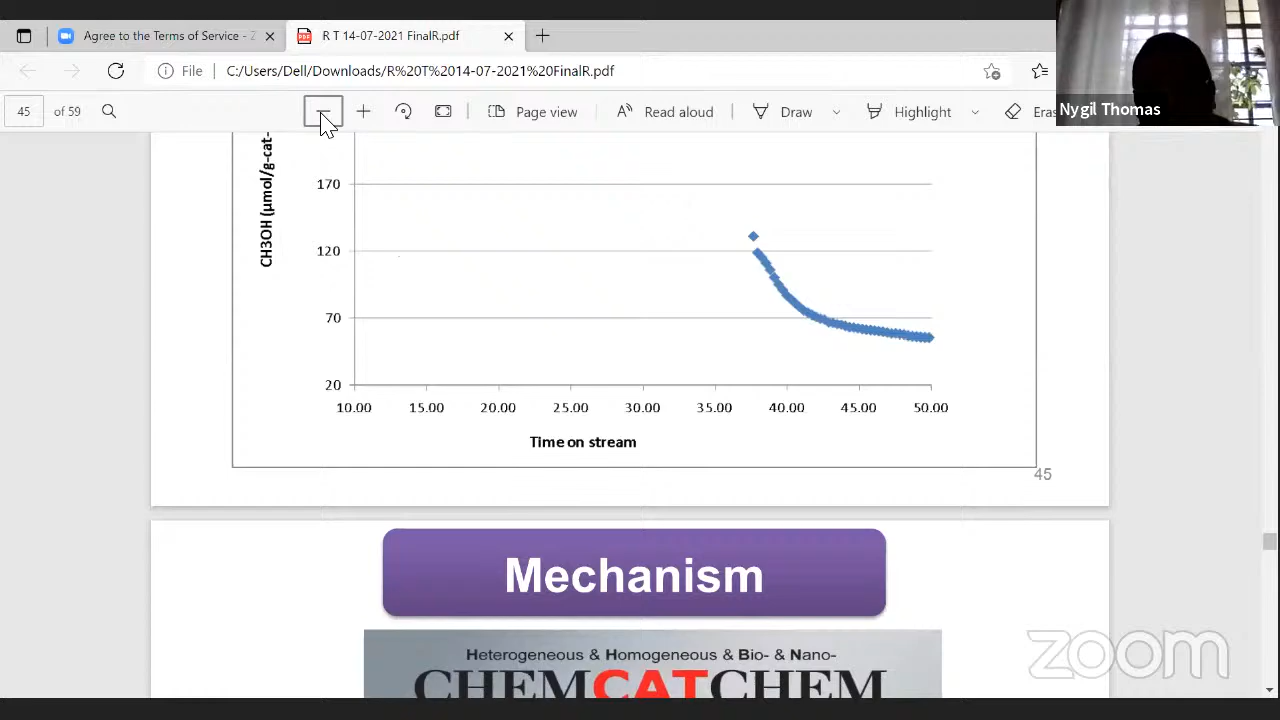 Agree to the Terms of Service - Z
R T 14-07-2021 FinalR.pdf
File
C:/Users/Dell/Downloads/R%20T%2014-07-2021%20FinalR.pdf
45
of 59
Page view
Read aloud
Draw
Highlight
Nygil Thomas
CH3OH (µmol/g-cat-
170
120
70
20
10.00
15.00
20.00
25.00
30.00
35.00
40.00
45.00
50.00
Time on stream
45
Mechanism
Heterogeneous & Homogeneous & Bio- & Nano-
CHEMCATCHEM
zoom